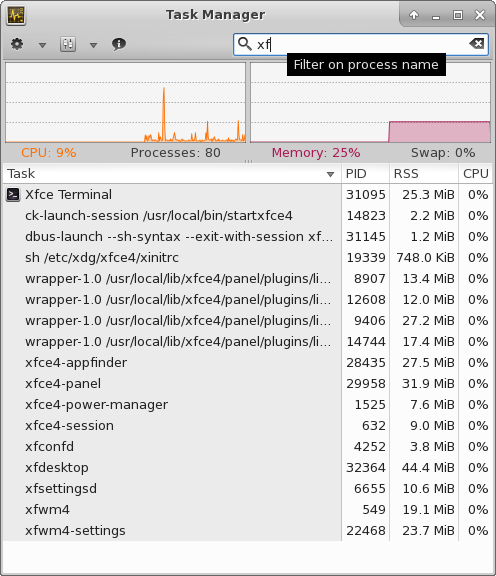 Task Manager
xf
Filter on process name
CPU: 9% Processes: 80 Memory: 25% Swap: 0%
Task PID RSS CPU
Xfce Terminal 31095 25.3 MiB 0%
ck-launch-session /usr/local/bin/startxfce4 14823 2.2 MiB 0%
dbus-launch --sh-syntax --exit-with-session xf... 31145 1.2 MiB 0%
sh /etc/xdg/xfce4/xinitrc 19339 748.0 KiB 0%
wrapper-1.0 /usr/local/lib/xfce4/panel/plugins/li... 8907 13.4 MiB 0%
wrapper-1.0 /usr/local/lib/xfce4/panel/plugins/li... 12608 12.0 MiB 0%
wrapper-1.0 /usr/local/lib/xfce4/panel/plugins/li... 9406 27.2 MiB 0%
wrapper-1.0 /usr/local/lib/xfce4/panel/plugins/li... 14744 17.4 MiB 0%
xfce4-appfinder 28435 27.5 MiB 0%
xfce4-panel 29958 31.9 MiB 0%
xfce4-power-manager 1525 7.6 MiB 0%
xfce4-session 632 9.0 MiB 0%
xfconfd 4252 3.8 MiB 0%
xfdesktop 32364 44.4 MiB 0%
xfsettingsd 6655 10.6 MiB 0%
xfwm4 549 19.1 MiB 0%
xfwm4-settings 22468 23.7 MiB 0%